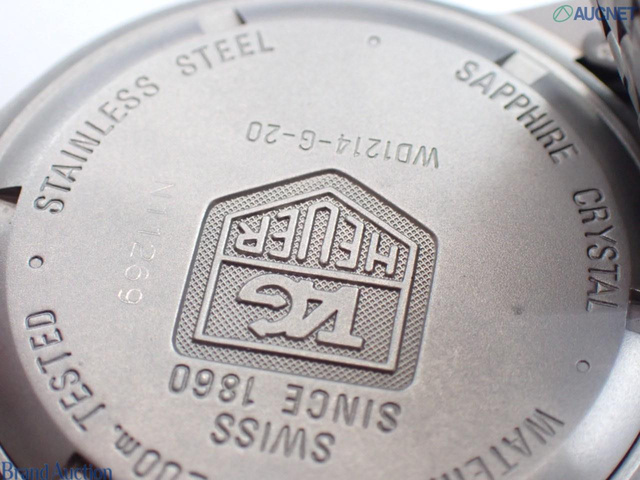 AUCNET
STAINLESS STEEL
SAPPHIRE CRYSTAL
WD1214-G-20
TAG
HEUER
SINCE 1860
SWISS
200m. TESTED
Brand Auction